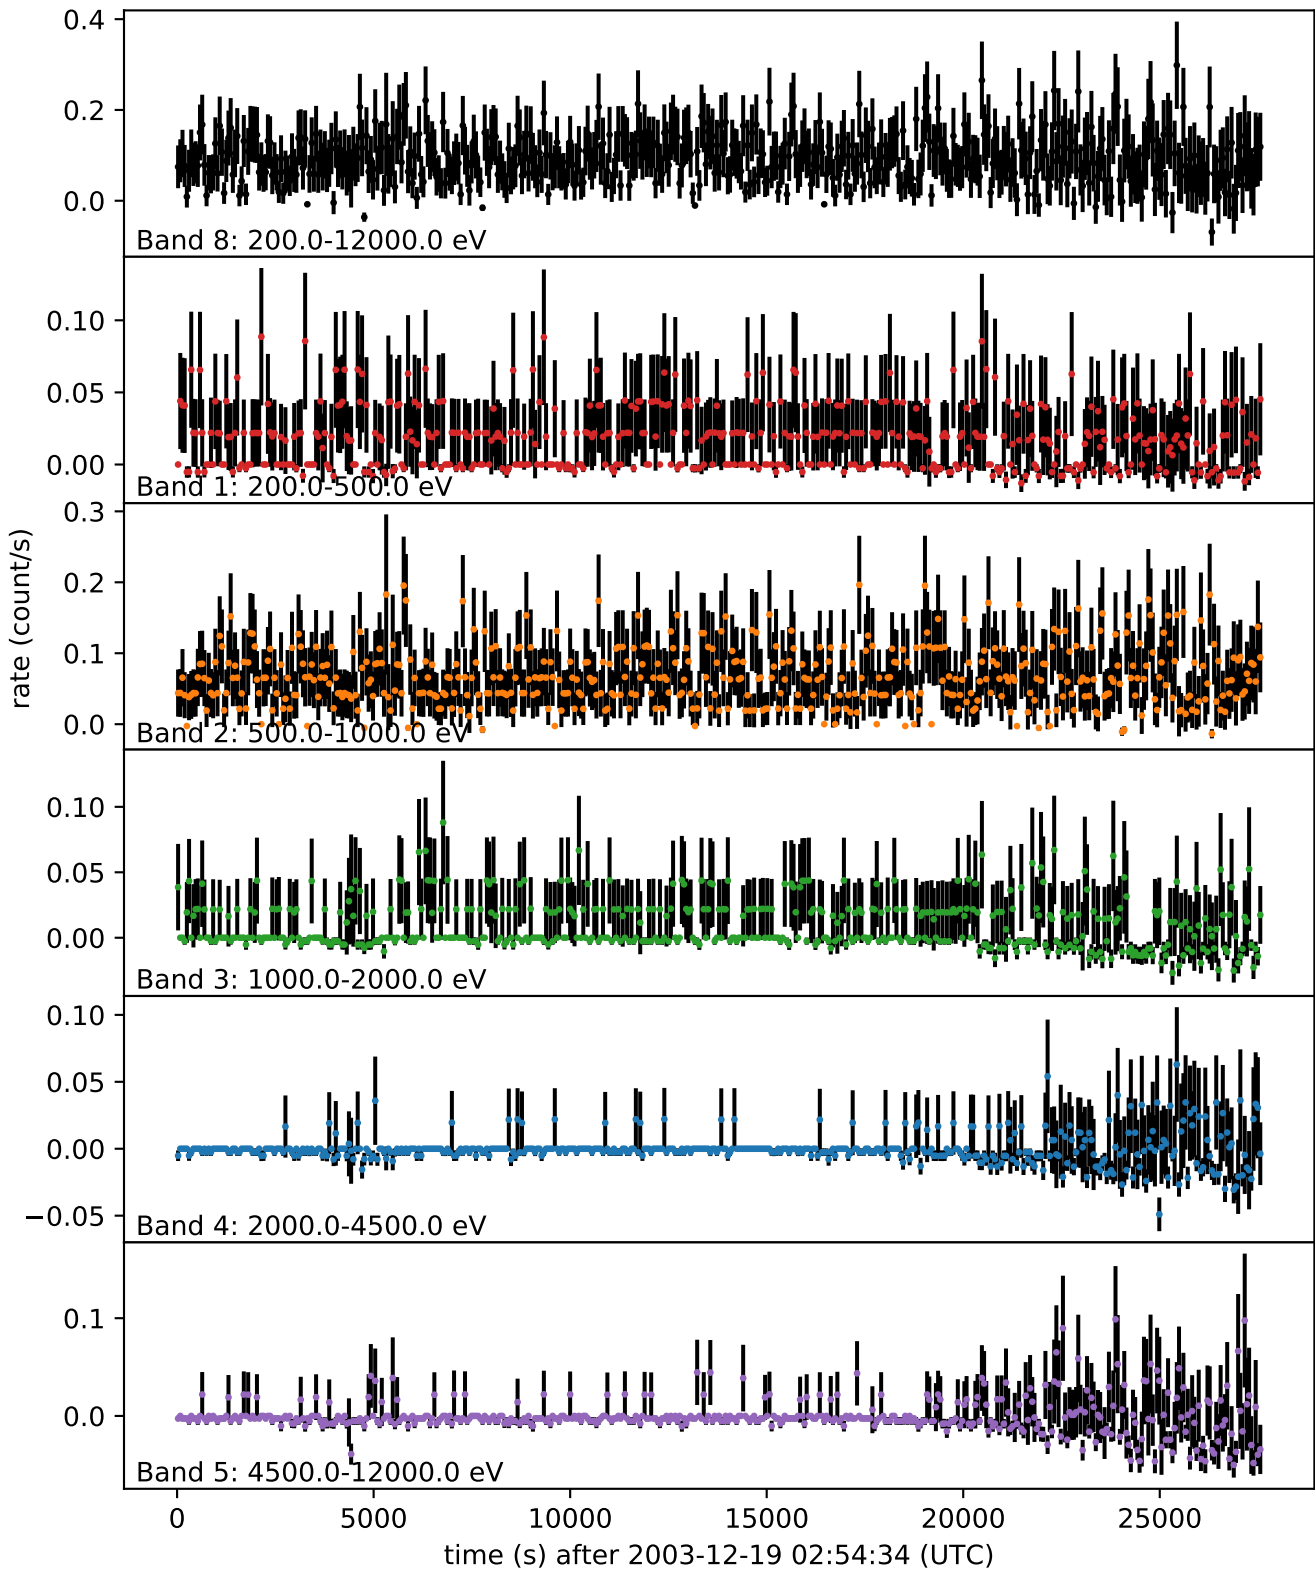 0.4
0.2
0.0
Band 8: 200.0-12000.0 eV
0.10
0.05
0.00
Band 1: 200.0-500.0 eV
0.3
0.2
0.1
0.0
Band 2: 500.0-1000.0 eV
rate (count/s)
0.10
0.05
0.00
Band 3: 1000.0-2000.0 eV
0.10
0.05
0.00
−0.05
Band 4: 2000.0-4500.0 eV
0.1
0.0
Band 5: 4500.0-12000.0 eV
0 5000 10000 15000 20000 25000
time (s) after 2003-12-19 02:54:34 (UTC)